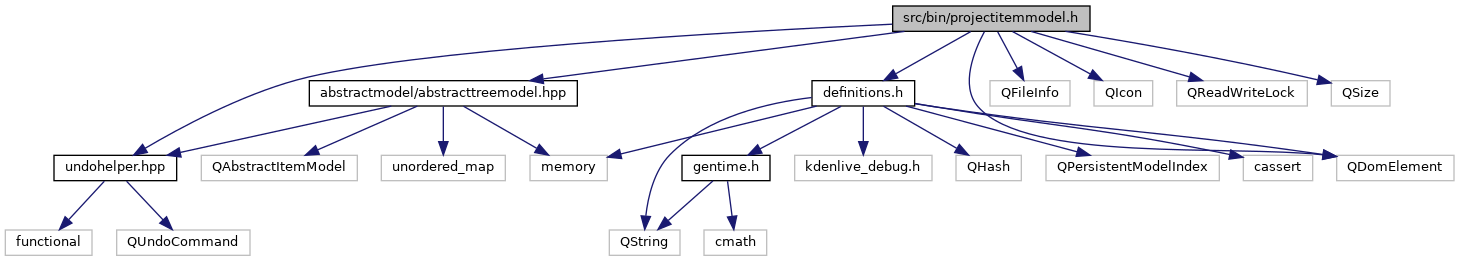 src/bin/projectitemmodel.h
abstractmodel/abstracttreemodel.hpp
definitions.h
QFileInfo
QIcon
QReadWriteLock
QSize
undohelper.hpp
QAbstractItemModel
unordered_map
memory
gentime.h
kdenlive_debug.h
QHash
QPersistentModelIndex
cassert
QDomElement
functional
QUndoCommand
QString
cmath